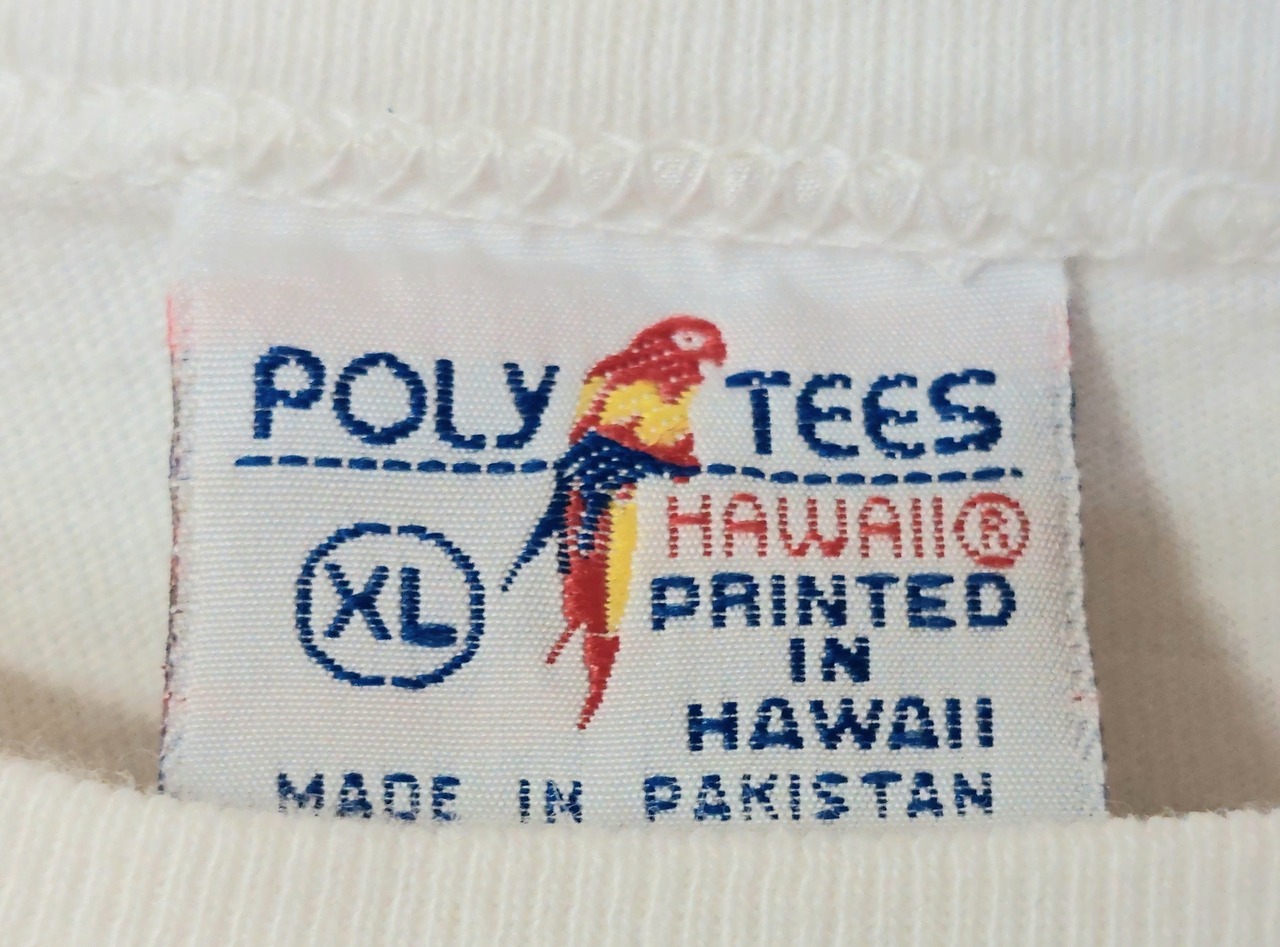 POLY TEES
HAWAII®
XL
PRINTED
IN
HAWAII
MADE IN PAKISTAN